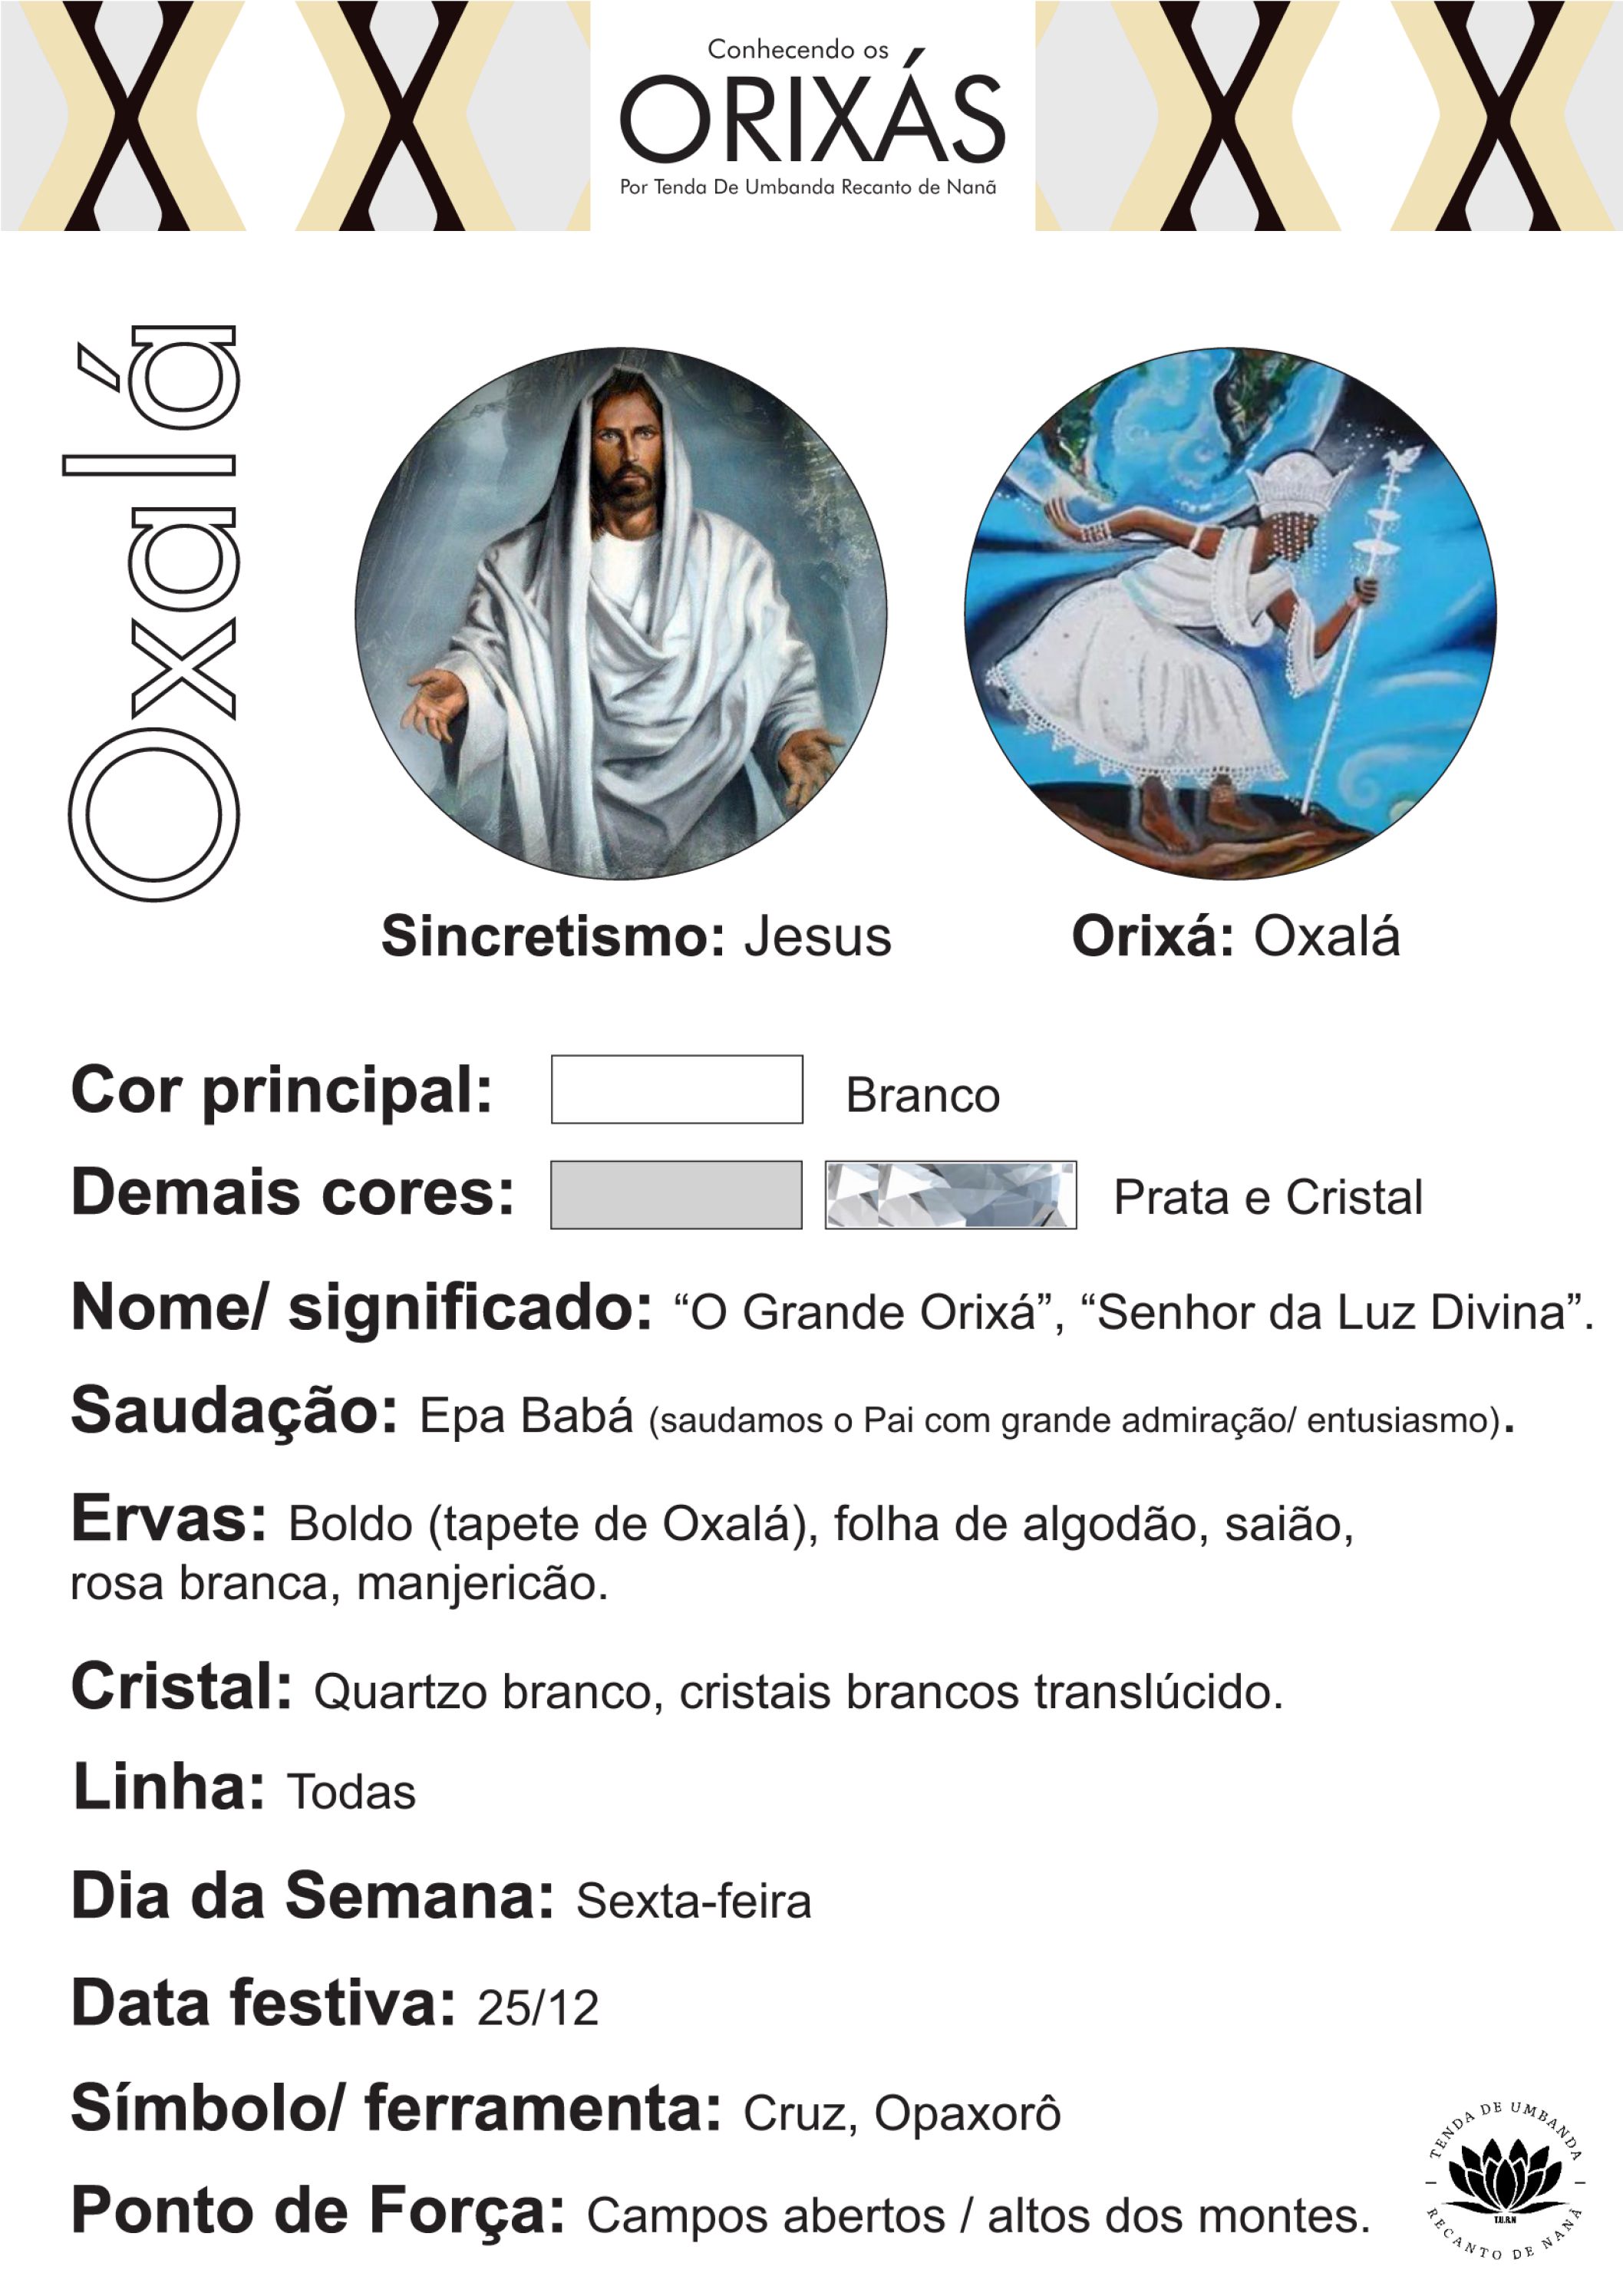 Conhecendo os
ORIXÁS
Por Tenda De Umbanda Recanto de Nanã
Oxalá
Sincretismo: Jesus
Orixá: Oxalá
Cor principal: Branco
Demais cores: Prata e Cristal
Nome/ significado: “O Grande Orixá”, “Senhor da Luz Divina”.
Saudação: Epa Babá (saudamos o Pai com grande admiração/ entusiasmo).
Ervas: Boldo (tapete de Oxalá), folha de algodão, saião,
rosa branca, manjericão.
Cristal: Quartzo branco, cristais brancos translúcido.
Linha: Todas
Dia da Semana: Sexta-feira
Data festiva: 25/12
Símbolo/ ferramenta: Cruz, Opaxorô
Ponto de Força: Campos abertos / altos dos montes.
TENDA DE UMBANDA
T.U.R.N
RECANTO DE NANÃ